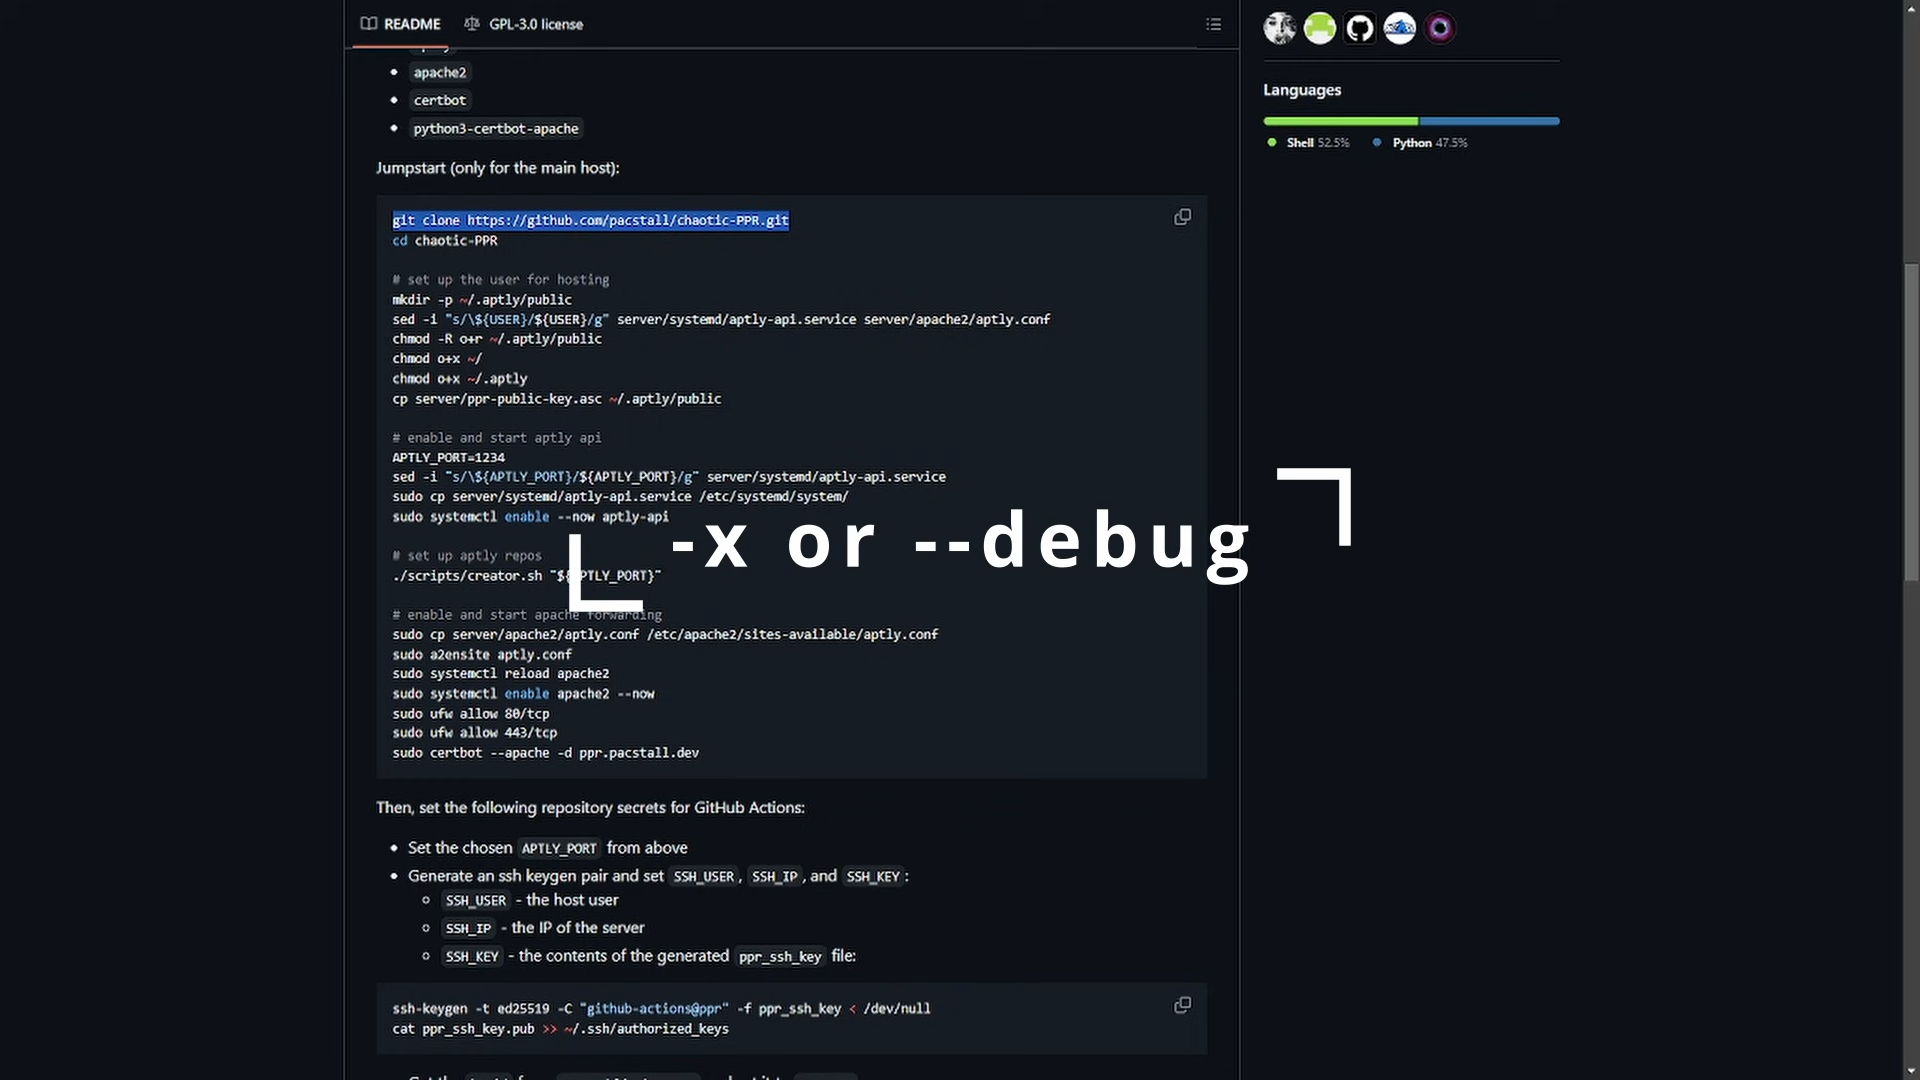 README
GPL-3.0 license
apache2
certbot
python3-certbot-apache
Jumpstart (only for the main host):
git clone https://github.com/pacstall/chaotic-PPR.git
cd chaotic-PPR
# set up the user for hosting
mkdir -p ~/.aptly/public
sed -i "s/\${USER}/${USER}/g" server/systemd/aptly-api.service server/apache2/aptly.conf
chmod -R o+r ~/.aptly/public
chmod o+x ~/
chmod o+x ~/.aptly
cp server/ppr-public-key.asc ~/.aptly/public
# enable and start aptly api
APTLY_PORT=1234
sed -i "s/\${APTLY_PORT}/${APTLY_PORT}/g" server/systemd/aptly-api.service
sudo cp server/systemd/aptly-api.service /etc/systemd/system/
sudo systemctl enable --now aptly-api
-x or --debug
# set up aptly repos
./scripts/creator.sh "${APTLY_PORT}"
# enable and start apache forwarding
sudo cp server/apache2/aptly.conf /etc/apache2/sites-available/aptly.conf
sudo a2ensite aptly.conf
sudo systemctl reload apache2
sudo systemctl enable apache2 --now
sudo ufw allow 80/tcp
sudo ufw allow 443/tcp
sudo certbot --apache -d ppr.pacstall.dev
Then, set the following repository secrets for GitHub Actions:
Set the chosen APTLY_PORT from above
Generate an ssh keygen pair and set SSH_USER, SSH_IP, and SSH_KEY:
SSH_USER - the host user
SSH_IP - the IP of the server
SSH_KEY - the contents of the generated ppr_ssh_key file:
ssh-keygen -t ed25519 -C "github-actions@ppr" -f ppr_ssh_key < /dev/null
cat ppr_ssh_key.pub >> ~/.ssh/authorized_keys
Languages
Shell 52.5%
Python 47.5%